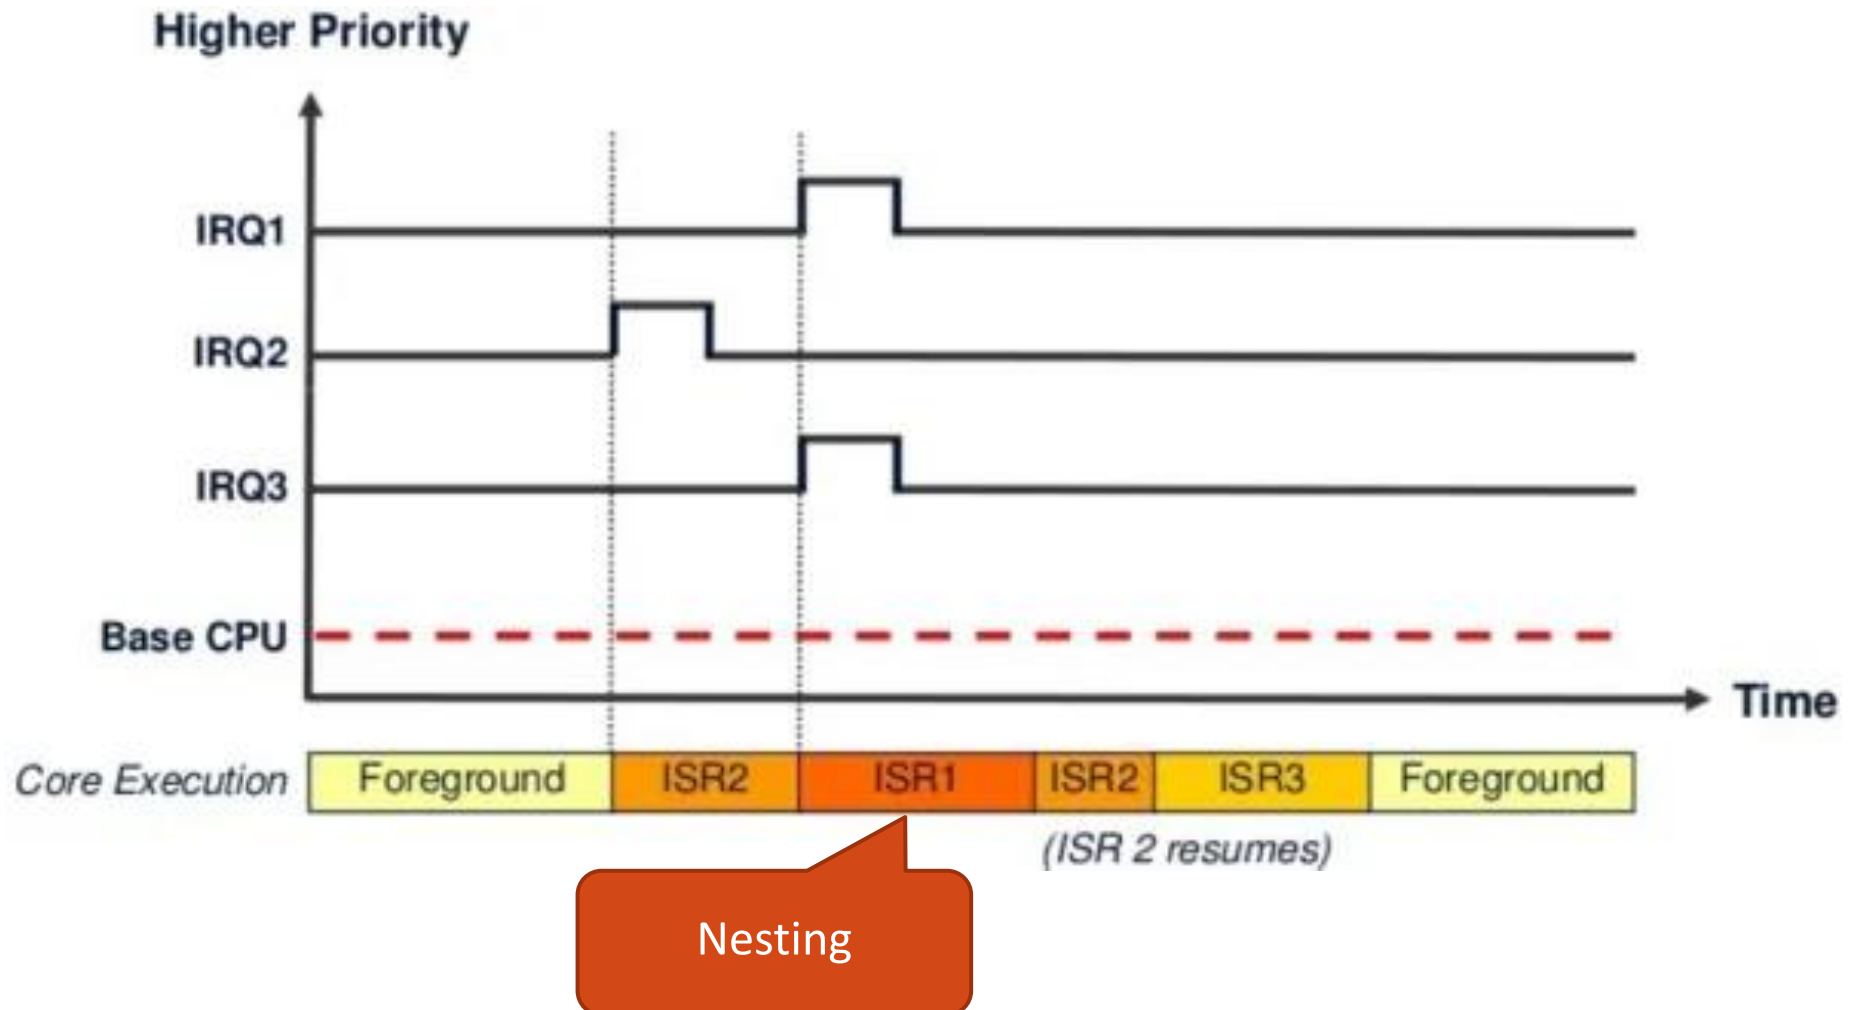 Higher Priority
IRQ1
IRQ2
IRQ3
Base CPU
Time
Core Execution
Foreground
ISR2
ISR1
ISR2
ISR3
Foreground
(ISR 2 resumes)
Nesting